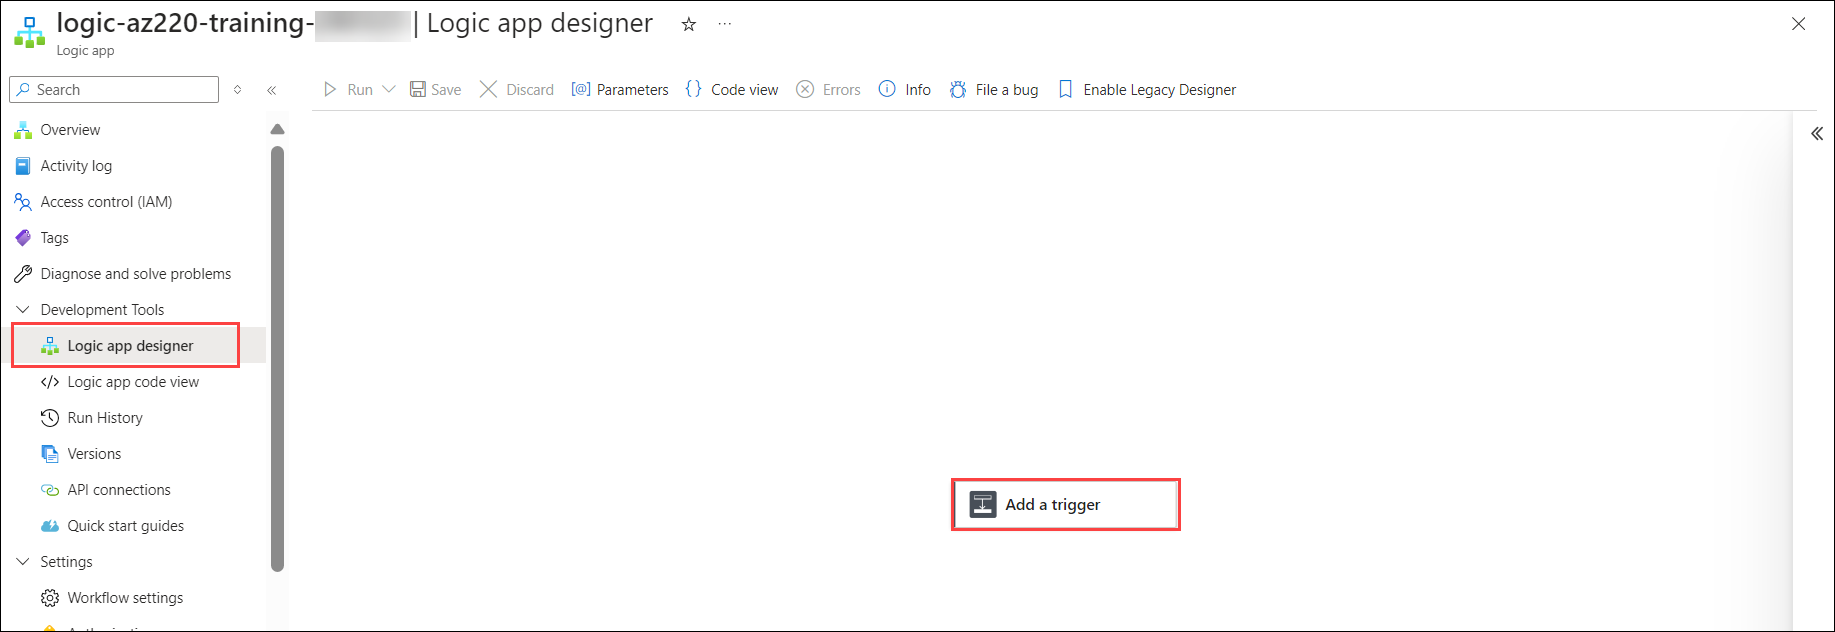 logic-az220-training- | Logic app designer
Logic app
Search
Run
Save
Discard
Parameters
Code view
Errors
Info
File a bug
Enable Legacy Designer
Overview
Activity log
Access control (IAM)
Tags
Diagnose and solve problems
Development Tools
Logic app designer
Logic app code view
Run History
Versions
API connections
Quick start guides
Settings
Workflow settings
Add a trigger